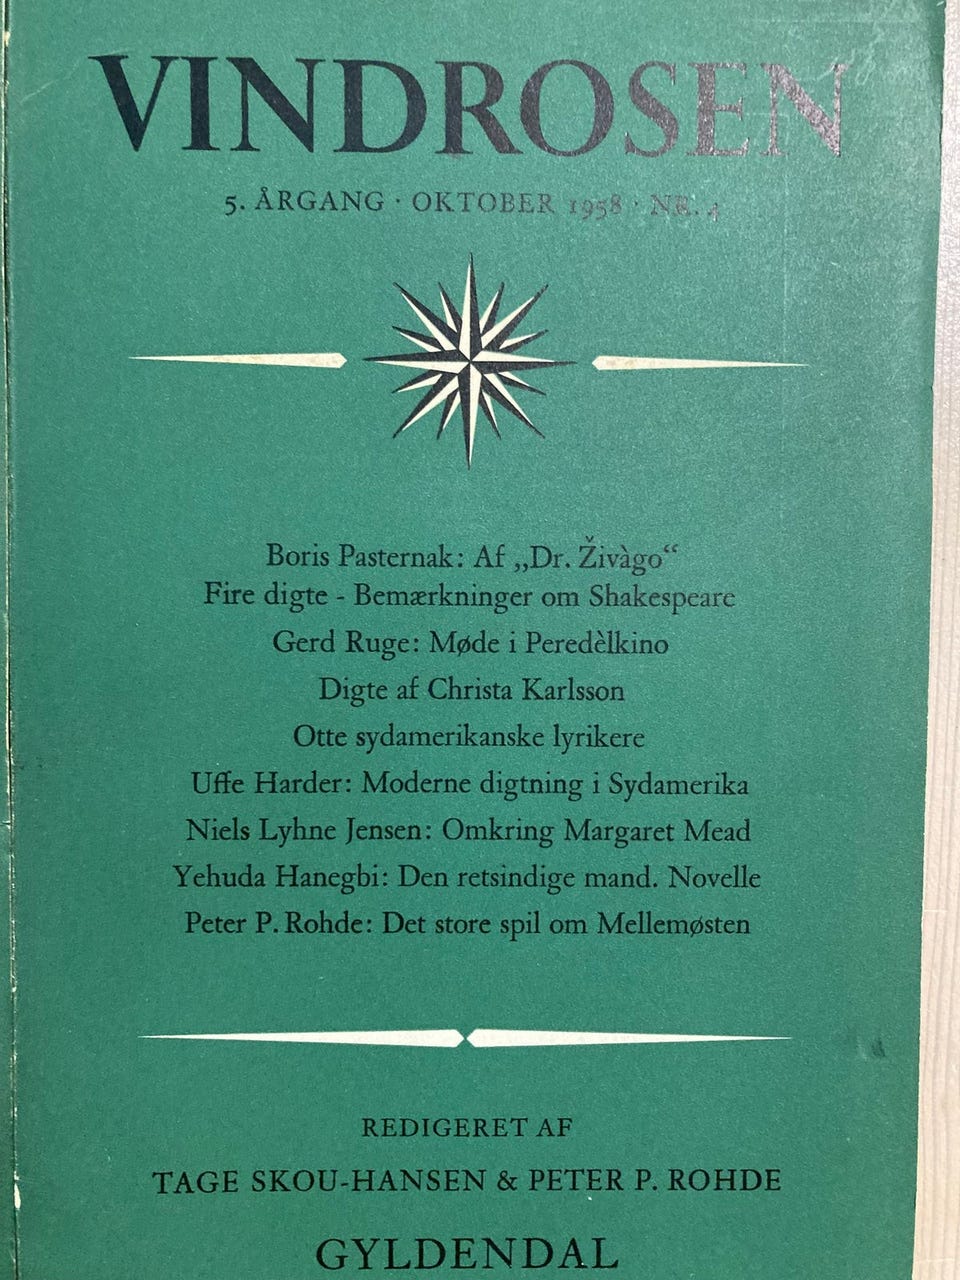 VINDROSEN
5. ÅRGANG · OKTOBER 1958 · NR. 4
Boris Pasternak: Af „Dr. Živàgo“
Fire digte - Bemærkninger om Shakespeare
Gerd Ruge: Møde i Peredèlkino
Digte af Christa Karlsson
Otte sydamerikanske lyrikere
Uffe Harder: Moderne digtning i Sydamerika
Niels Lyhne Jensen: Omkring Margaret Mead
Yehuda Hanegbi: Den retsindige mand. Novelle
Peter P. Rohde: Det store spil om Mellemøsten
REDIGERET AF
TAGE SKOU-HANSEN & PETER P. ROHDE
GYLDENDAL